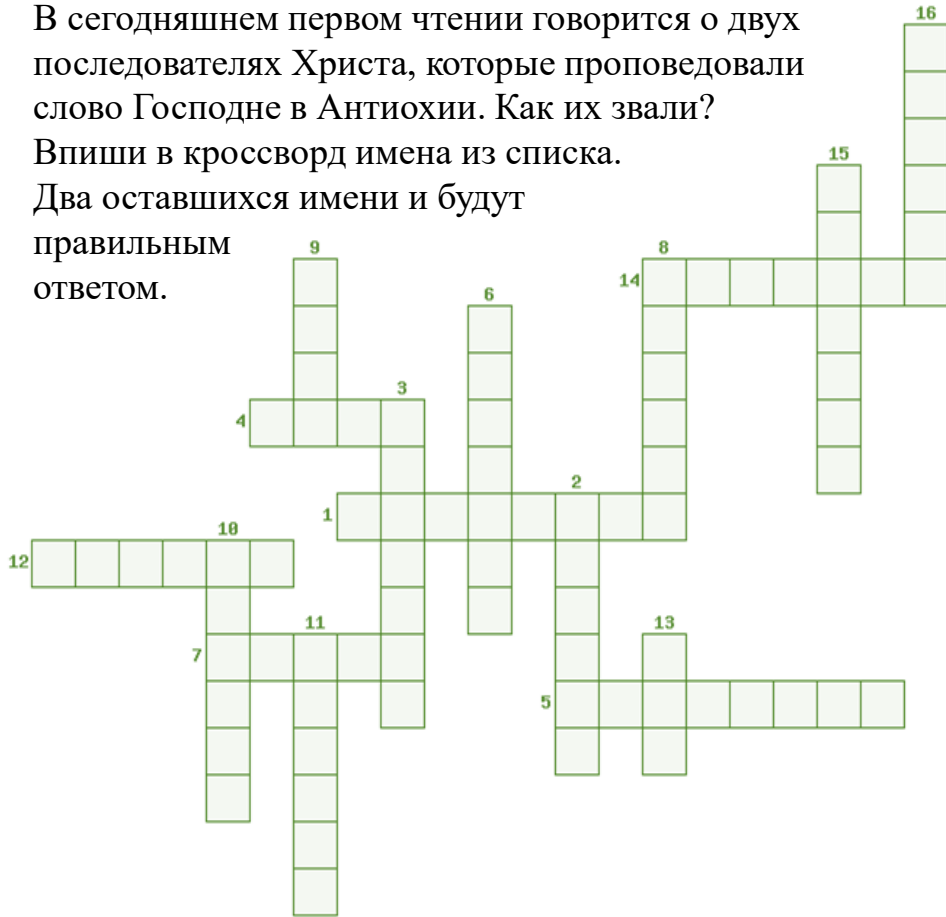 В сегодняшнем первом чтении говорится о двух
последователях Христа, которые проповедовали
слово Господне в Антиохии. Как их звали?
Впиши в кроссворд имена из списка.
Два оставшихся имени и будут
правильным
ответом.
16
15
9
8
14
6
3
4
2
1
10
12
11
13
7
5